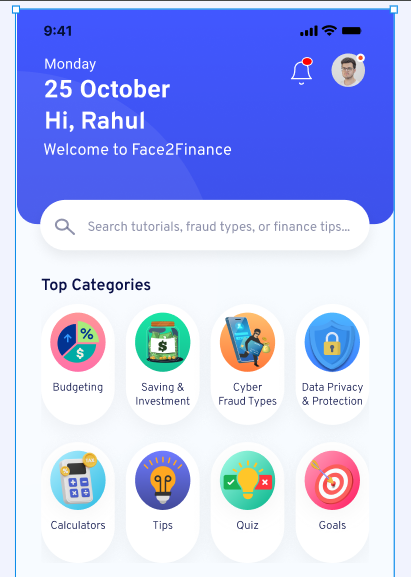 9:41
Monday
25 October
Hi, Rahul
Welcome to Face2Finance
Search tutorials, fraud types, or finance tips...
Top Categories
%
$
$
Budgeting
Saving &
Investment
Cyber
Fraud Types
Data Privacy
& Protection
%
Calculators
Tips
Quiz
Goals